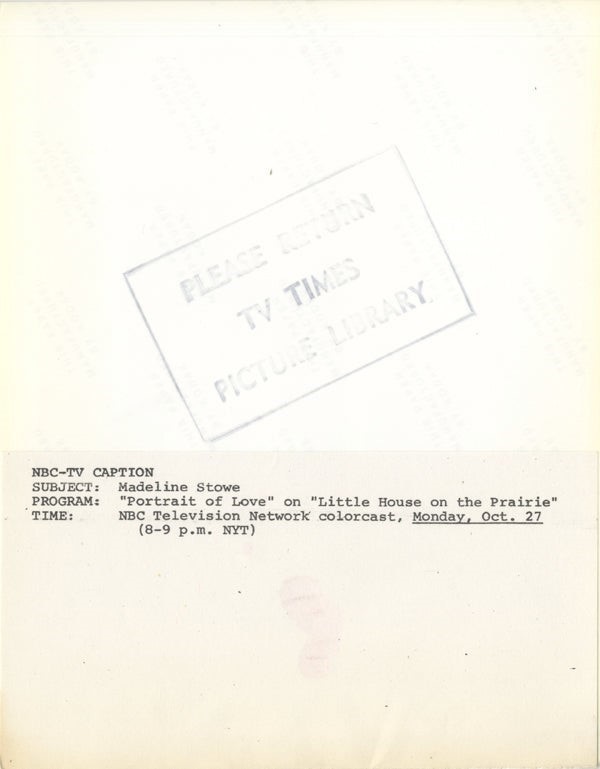 PLEASE RETURN
TV TIMES
PICTURE LIBRARY.
NBC-TV CAPTION
SUBJECT: Madeline Stowe
PROGRAM: "Portrait of Love" on "Little House on the Prairie"
TIME: NBC Television Network colorcast, Monday, Oct. 27
(8-9 p.m. NYT)